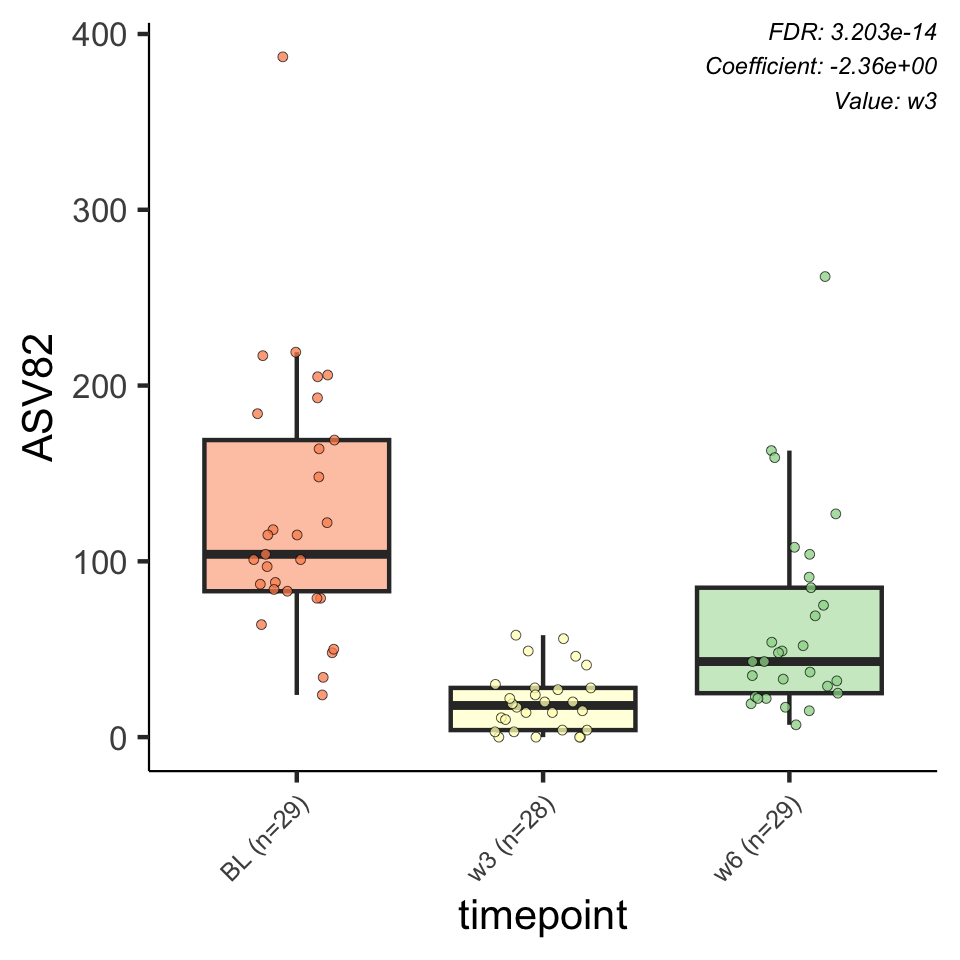 FDR: 3.203e-14
Coefficient: -2.36e+00
Value: w3
400
300
200
100
0
ASV82
BL (n=29)
w3 (n=28)
w6 (n=29)
timepoint